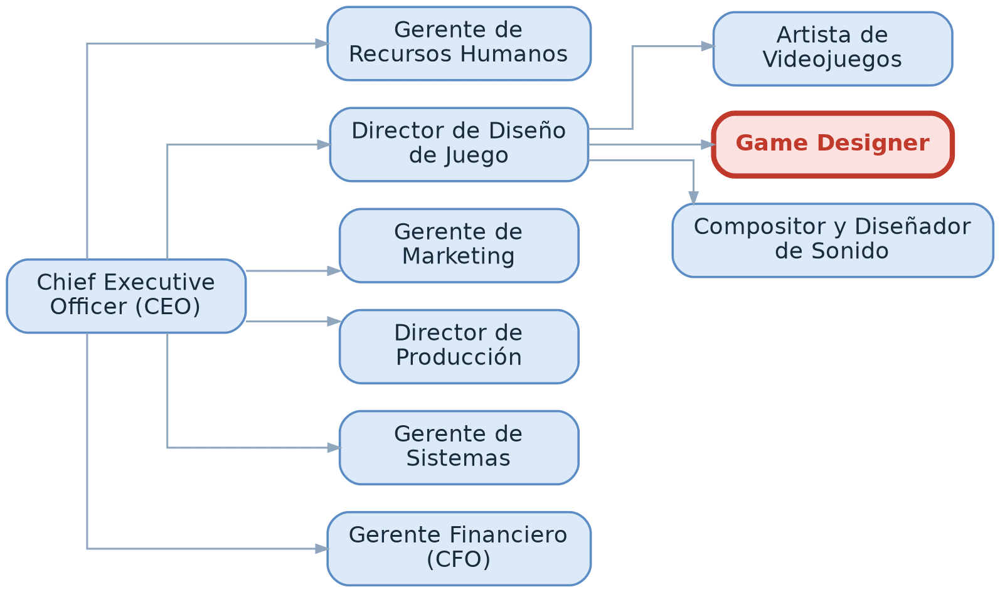 Gerente de
Recursos Humanos
Artista de
Videojuegos
Director de Diseño
de Juego
Game Designer
Gerente de
Marketing
Compositor y Diseñador
de Sonido
Chief Executive
Officer (CEO)
Director de
Producción
Gerente de
Sistemas
Gerente Financiero
(CFO)